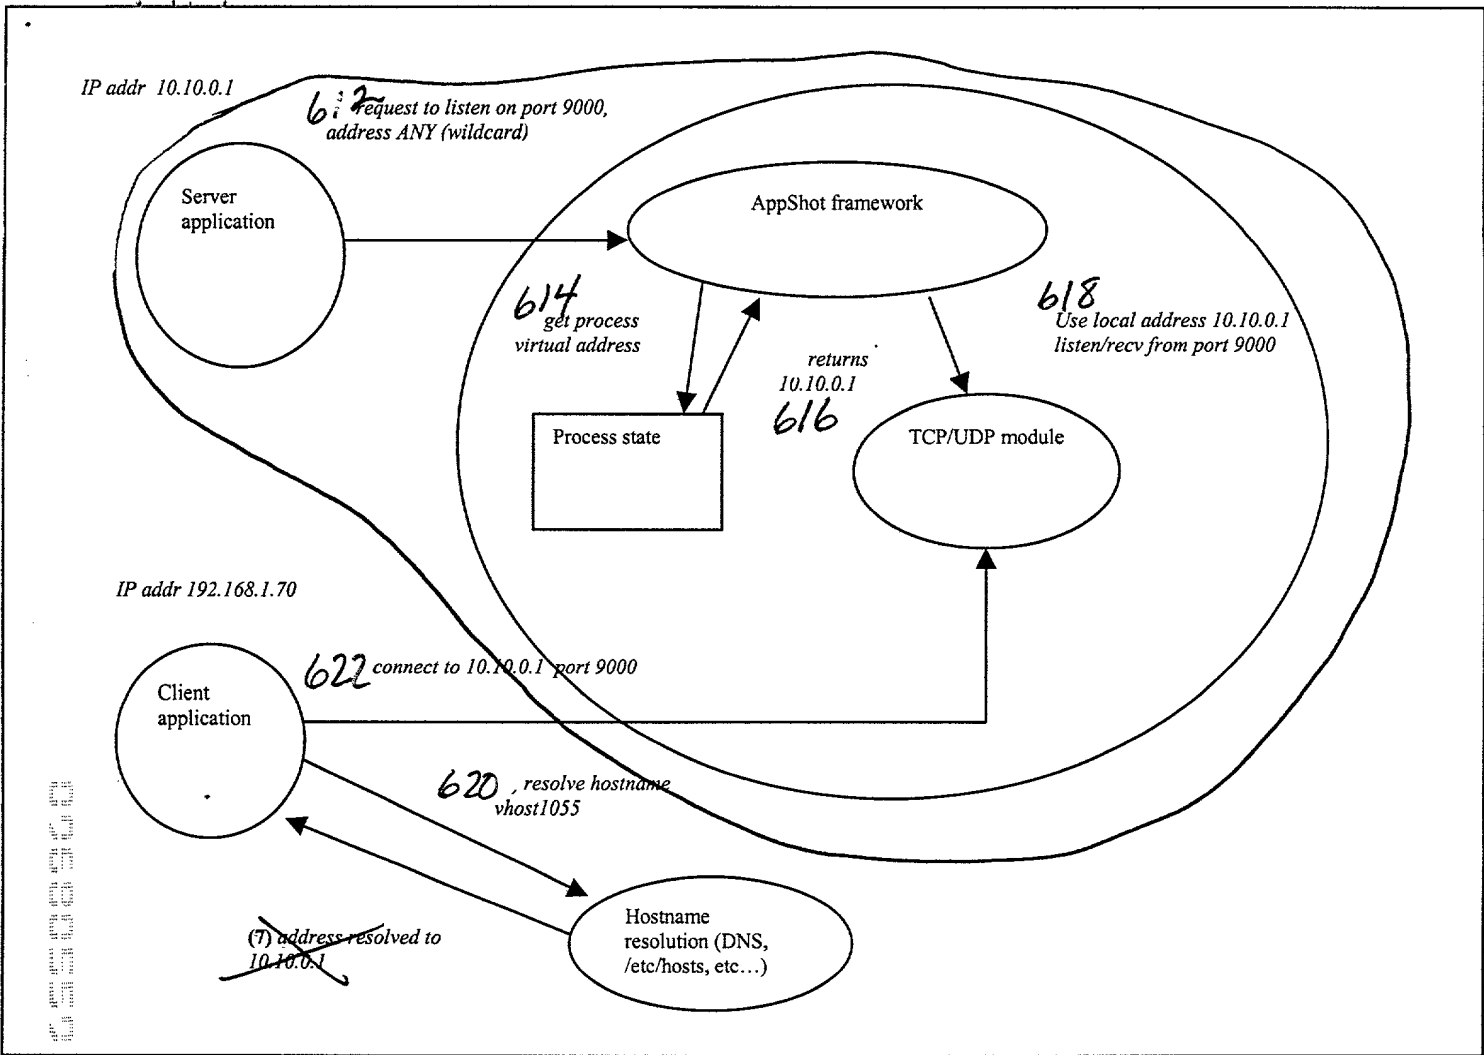 IP addr 10.10.0.1
612 request to listen on port 9000,
address ANY (wildcard)
Server
application
AppShot framework
614
get process
virtual address
618
Use local address 10.10.0.1
listen/recv from port 9000
returns
10.10.0.1
616
Process state
TCP/UDP module
IP addr 192.168.1.70
622 connect to 10.10.0.1 port 9000
Client
application
620 , resolve hostname
vhost1055
Hostname
resolution (DNS,
/etc/hosts, etc...)
(7) address resolved to
10.10.0.1